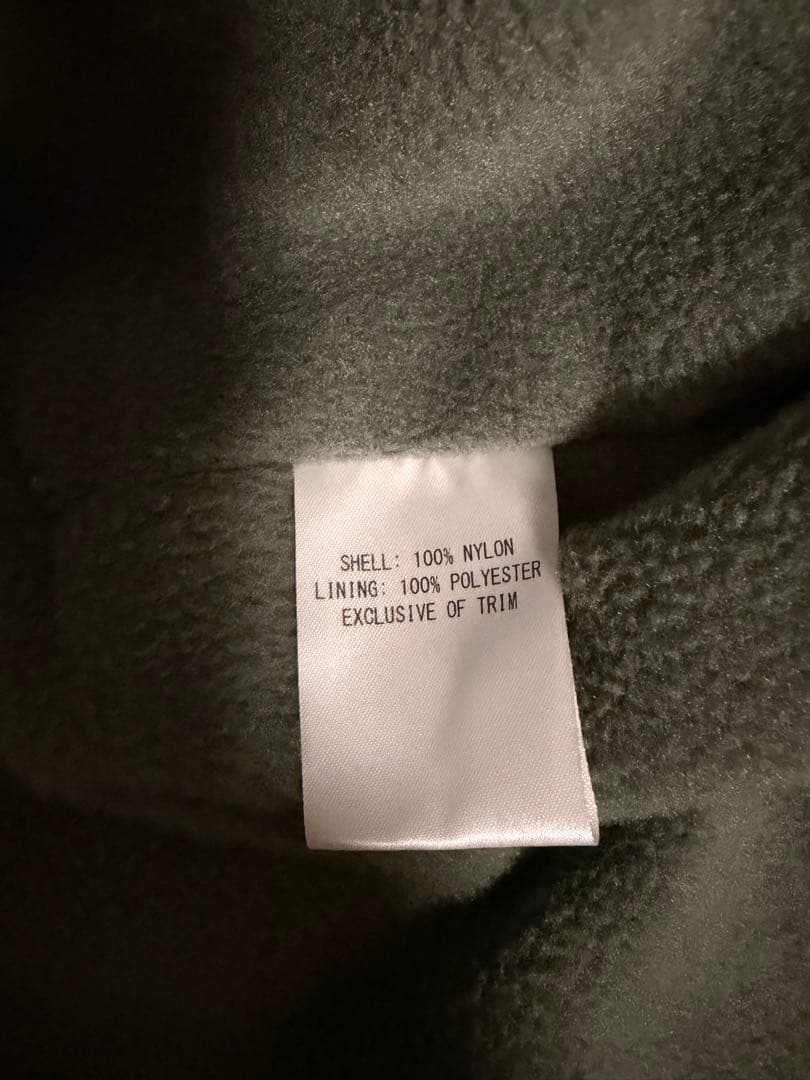 SHELL: 100% NYLON
LINING: 100% POLYESTER
EXCLUSIVE OF TRIM